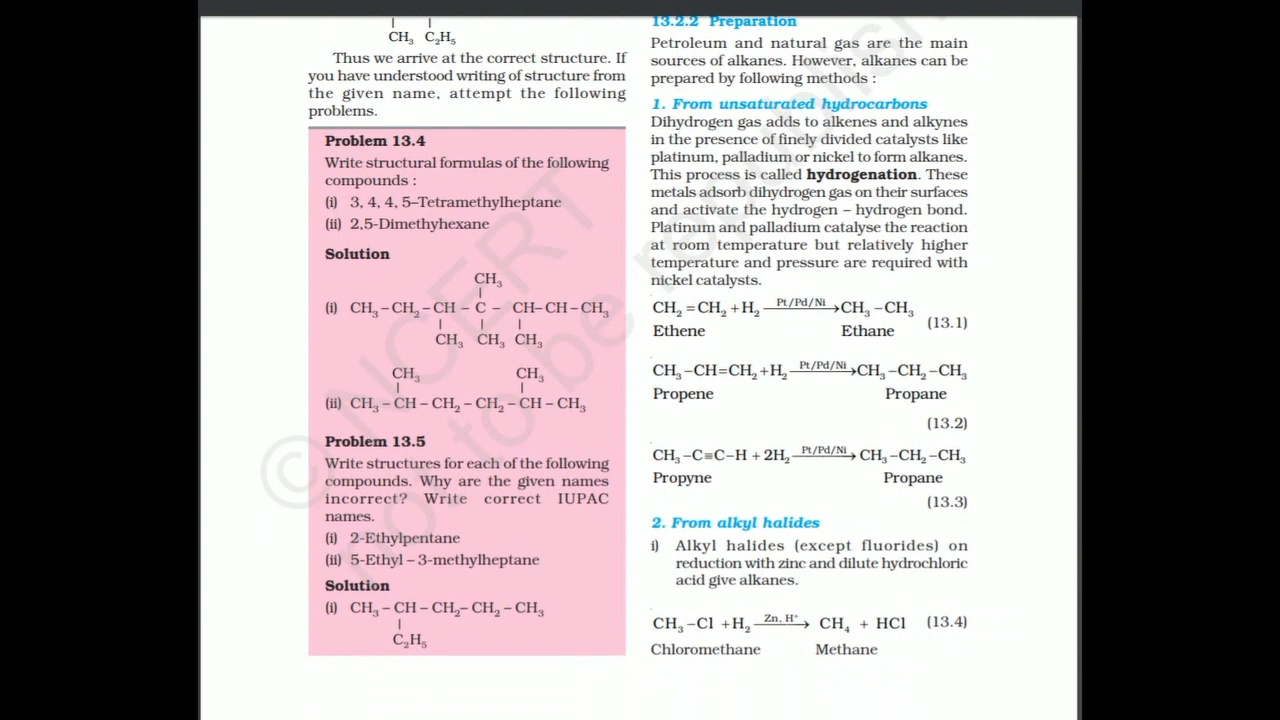 CH₃ C₂H₅
Thus we arrive at the correct structure. If
you have understood writing of structure from
the given name, attempt the following
problems.
Problem 13.4
Write structural formulas of the following
compounds :
(i) 3, 4, 4, 5–Tetramethylheptane
(ii) 2,5-Dimethyhexane
Solution
CH₃
(i) CH₃ – CH₂ – CH – C – CH– CH – CH₃
CH₃ CH₃ CH₃
CH₃ CH₃
(ii) CH₃ – CH – CH₂ – CH₂ – CH – CH₃
Problem 13.5
Write structures for each of the following
compounds. Why are the given names
incorrect? Write correct IUPAC
names.
(i) 2-Ethylpentane
(ii) 5-Ethyl – 3-methylheptane
Solution
(i) CH₃ – CH – CH₂– CH₂ – CH₃
C₂H₅
13.2.2 Preparation
Petroleum and natural gas are the main
sources of alkanes. However, alkanes can be
prepared by following methods :
1. From unsaturated hydrocarbons
Dihydrogen gas adds to alkenes and alkynes
in the presence of finely divided catalysts like
platinum, palladium or nickel to form alkanes.
This process is called hydrogenation. These
metals adsorb dihydrogen gas on their surfaces
and activate the hydrogen – hydrogen bond.
Platinum and palladium catalyse the reaction
at room temperature but relatively higher
temperature and pressure are required with
nickel catalysts.
CH₂ = CH₂ + H₂ —Pt/Pd/Ni→ CH₃ – CH₃
Ethene Ethane (13.1)
CH₃ – CH = CH₂ + H₂ —Pt/Pd/Ni→ CH₃ – CH₂ – CH₃
Propene Propane
(13.2)
CH₃ – C ≡ C – H + 2H₂ —Pt/Pd/Ni→ CH₃ – CH₂ – CH₃
Propyne Propane
(13.3)
2. From alkyl halides
i) Alkyl halides (except fluorides) on
reduction with zinc and dilute hydrochloric
acid give alkanes.
CH₃ – Cl + H₂ —Zn, H⁺→ CH₄ + HCl (13.4)
Chloromethane Methane
© NCERT
not to be republish